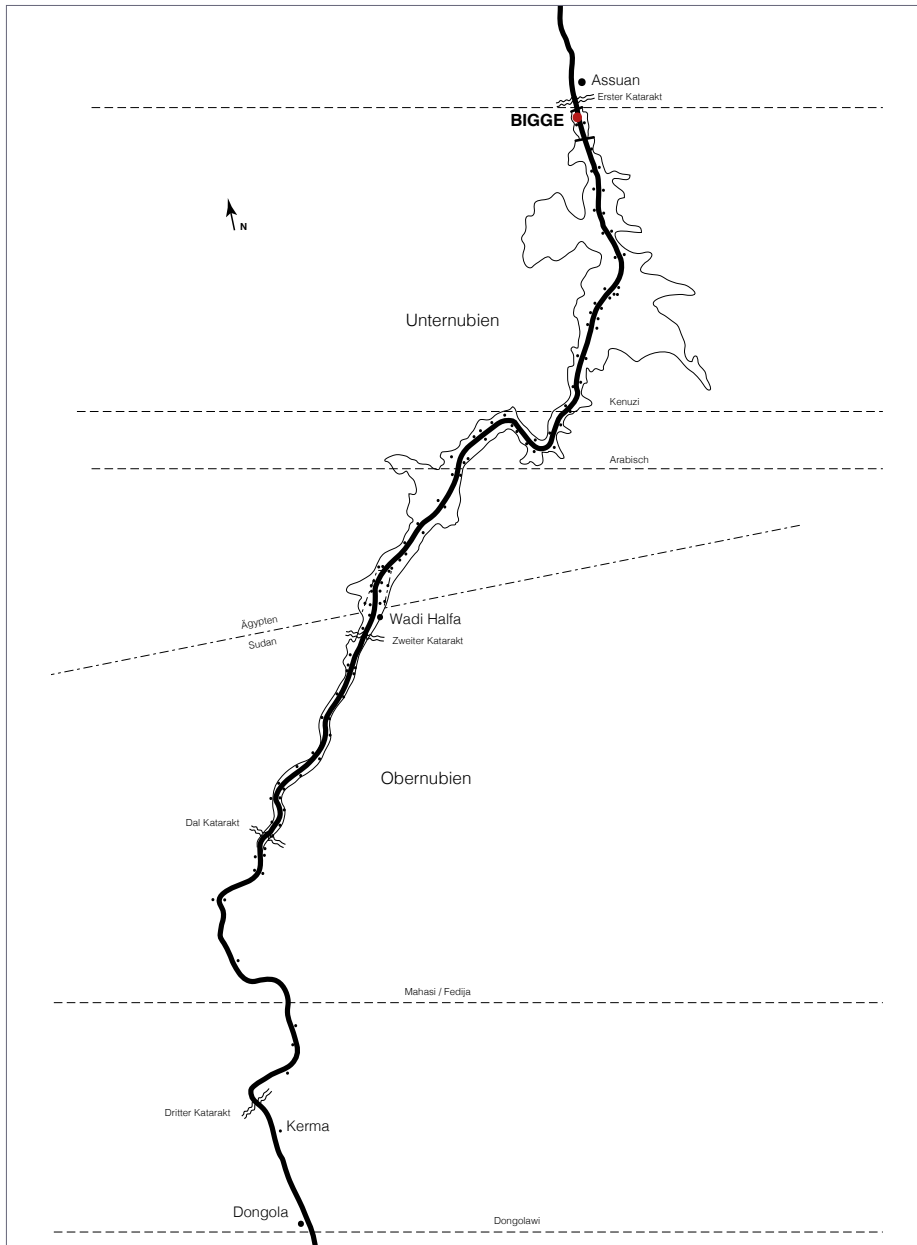 Assuan
Erster Katarakt
BIGGE
N
Unternubien
Kenuzi
Arabisch
Ägypten
Sudan
Wadi Halfa
Zweiter Katarakt
Obernubien
Dal Katarakt
Mahasi / Fedija
Dritter Katarakt
Kerma
Dongola
Dongolawi